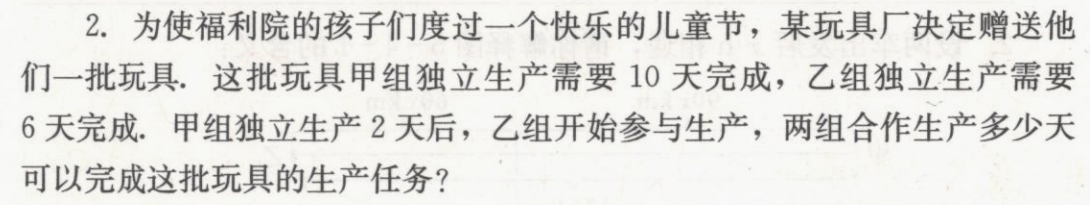 2. 为使福利院的孩子们度过一个快乐的儿童节，某玩具厂决定赠送他
们一批玩具. 这批玩具甲组独立生产需要 10 天完成，乙组独立生产需要
6 天完成. 甲组独立生产 2 天后，乙组开始参与生产，两组合作生产多少天
可以完成这批玩具的生产任务?